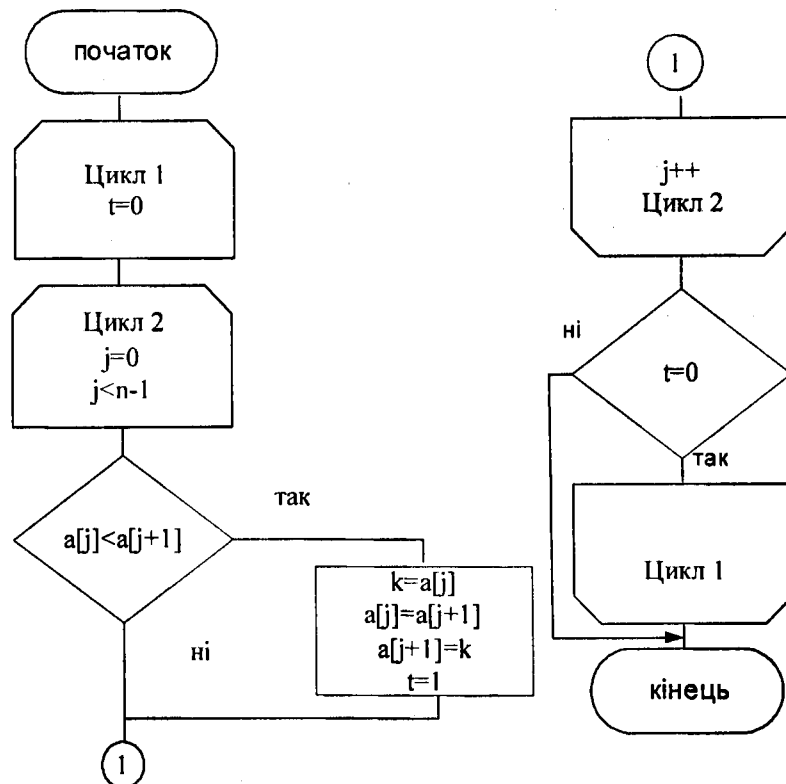 початок
Цикл 1
t=0
Цикл 2
j=0
j<n-1
a[j]<a[j+1]
так
ні
k=a[j]
a[j]=a[j+1]
a[j+1]=k
t=1
1
1
j++
Цикл 2
ні
t=0
так
Цикл 1
кінець